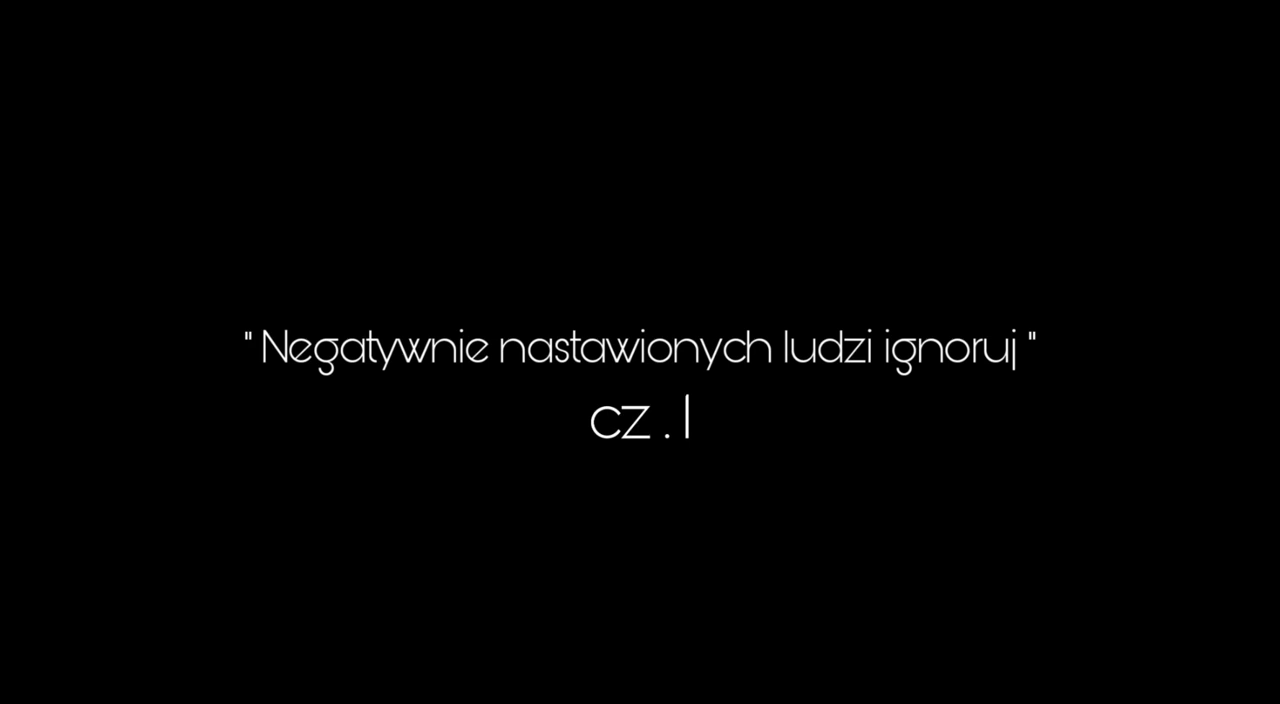 " Negatywnie nastawionych ludzi ignoruj "
cz . I